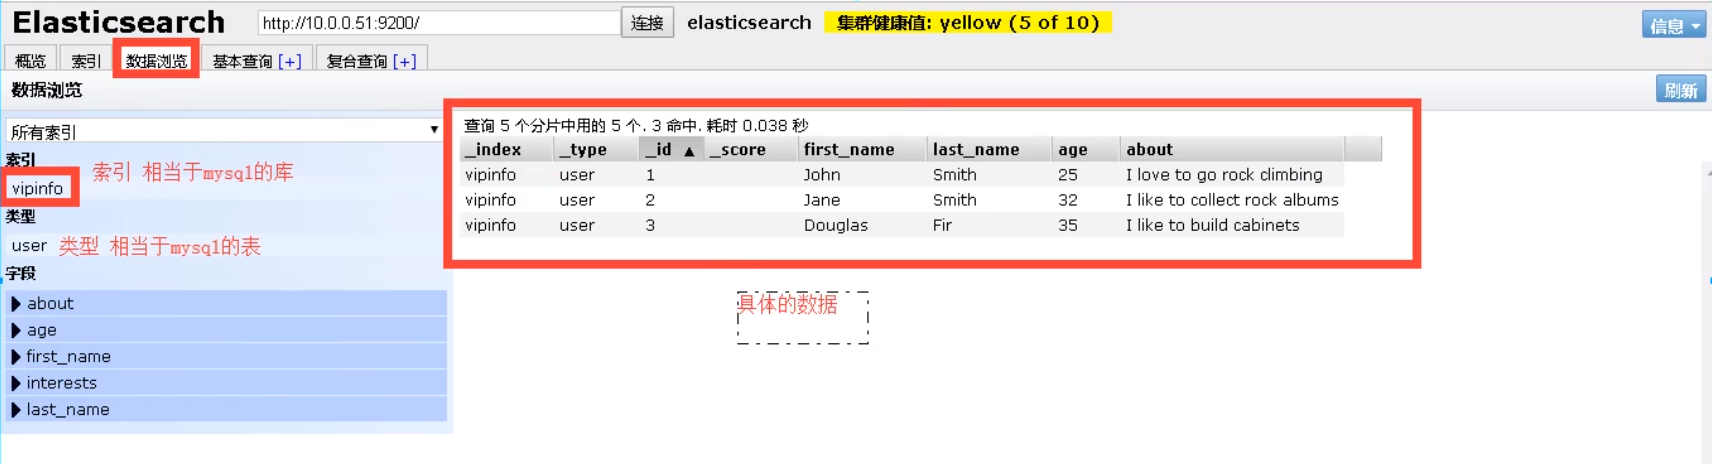 Elasticsearch http://10.0.0.51:9200/ 连接 elasticsearch 集群健康值: yellow (5 of 10) 信息
概览 索引 数据浏览 基本查询 [+] 复合查询 [+]
数据浏览 刷新
所有索引
索引
vipinfo
索引 相当于mysql的库
类型
user 类型 相当于mysql的表
字段
about
age
first_name
interests
last_name
查询 5 个分片中用的 5 个. 3 命中. 耗时 0.038 秒
_index _type _id _score first_name last_name age about
vipinfo user 1 John Smith 25 I love to go rock climbing
vipinfo user 2 Jane Smith 32 I like to collect rock albums
vipinfo user 3 Douglas Fir 35 I like to build cabinets
具体的数据